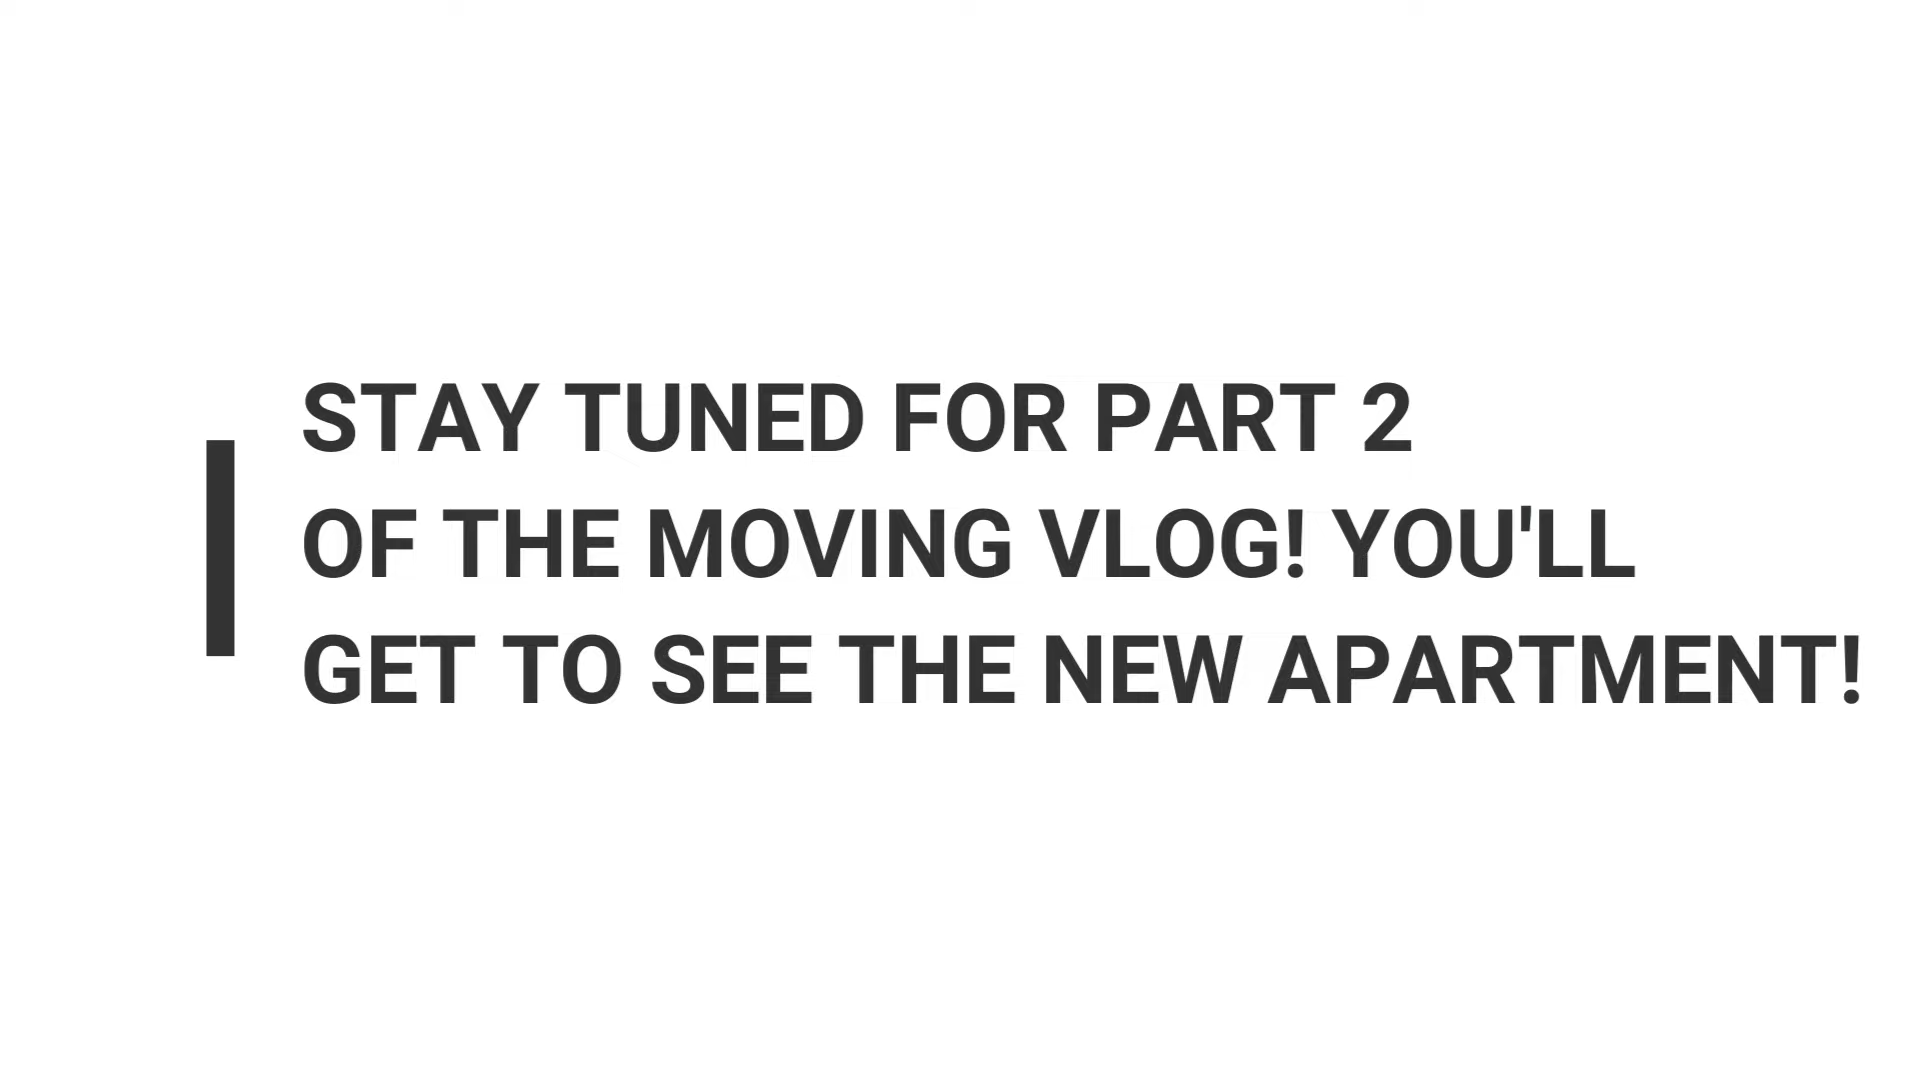 STAY TUNED FOR PART 2
OF THE MOVING VLOG! YOU'LL
GET TO SEE THE NEW APARTMENT!